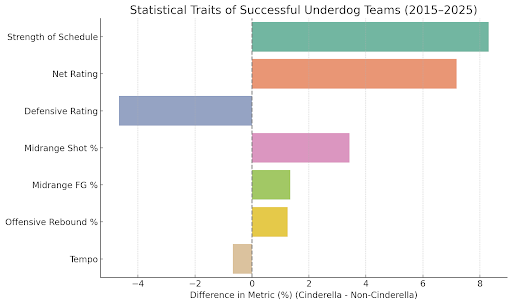 Statistical Traits of Successful Underdog Teams (2015–2025)
Strength of Schedule
Net Rating
Defensive Rating
Midrange Shot %
Midrange FG %
Offensive Rebound %
Tempo
−4 −2 0 2 4 6 8
Difference in Metric (%) (Cinderella - Non-Cinderella)